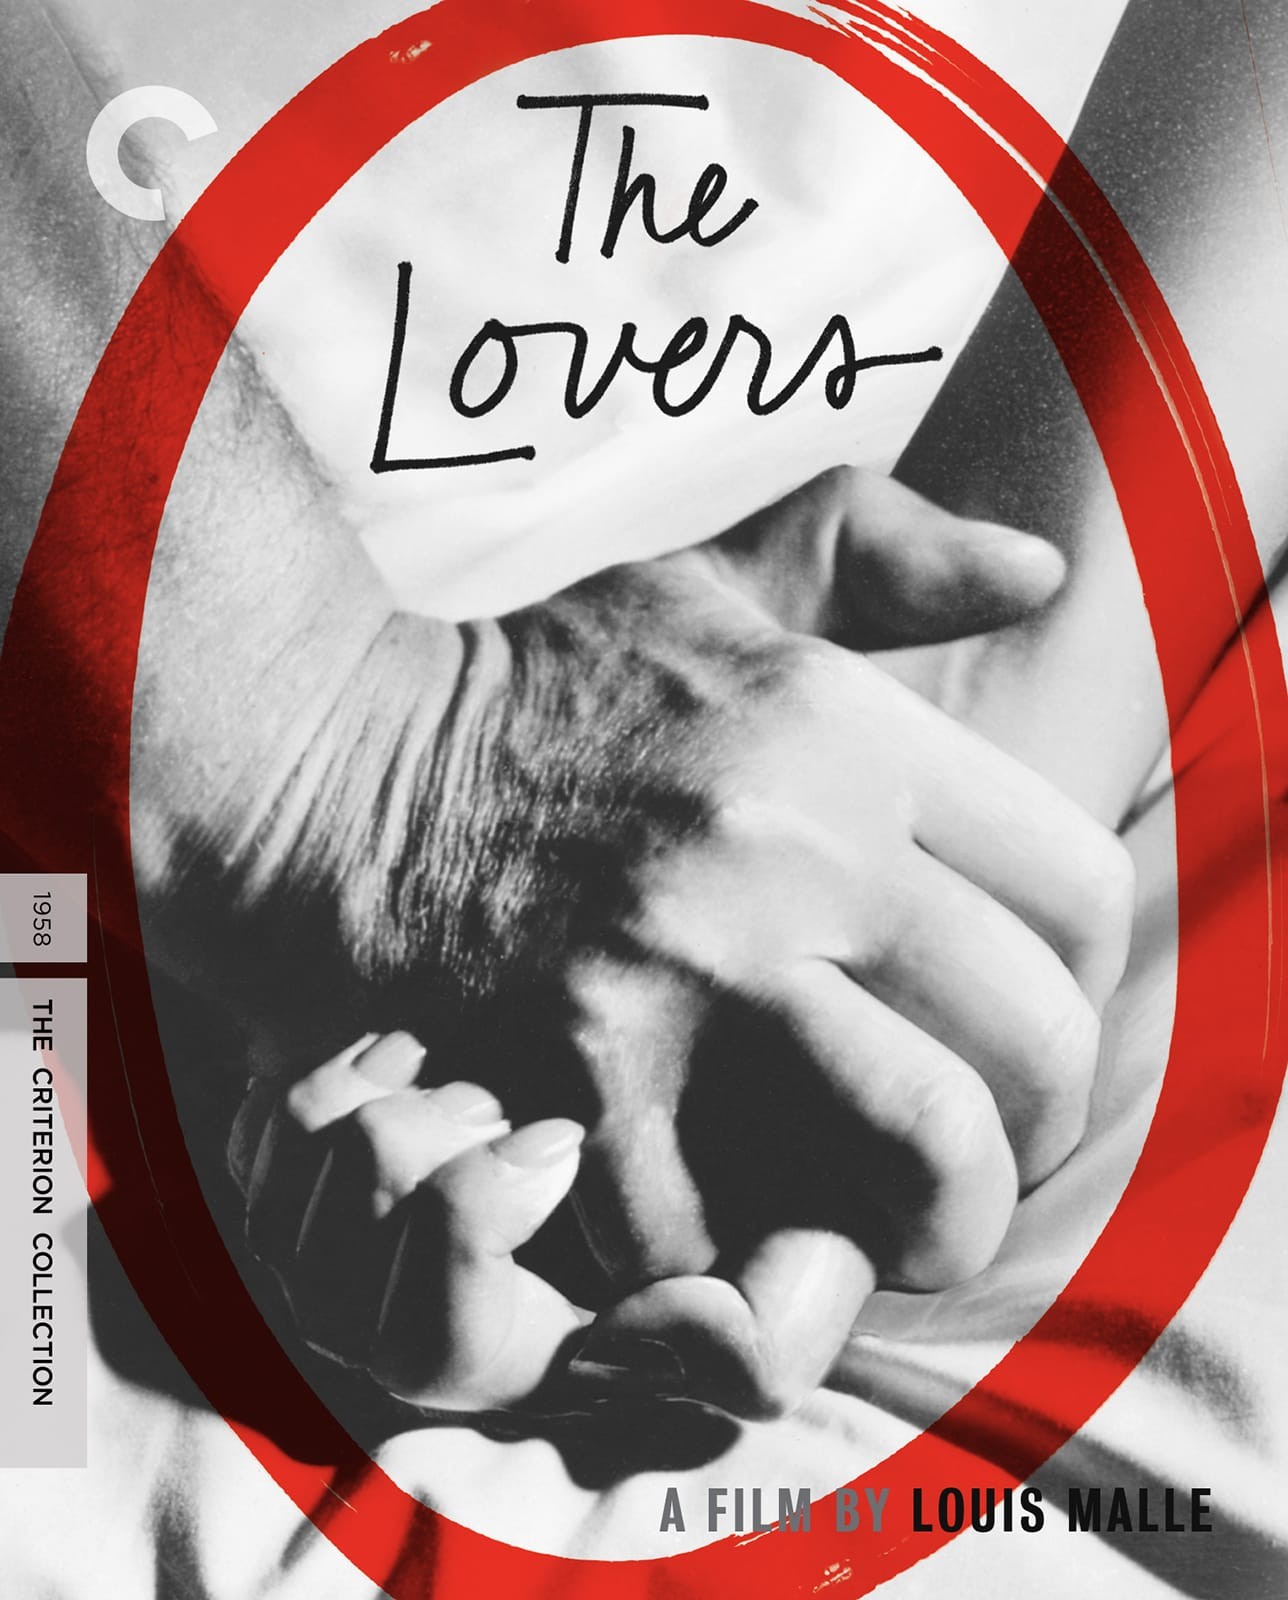 The
Lovers
1958
THE CRITERION COLLECTION
A FILM BY LOUIS MALLE